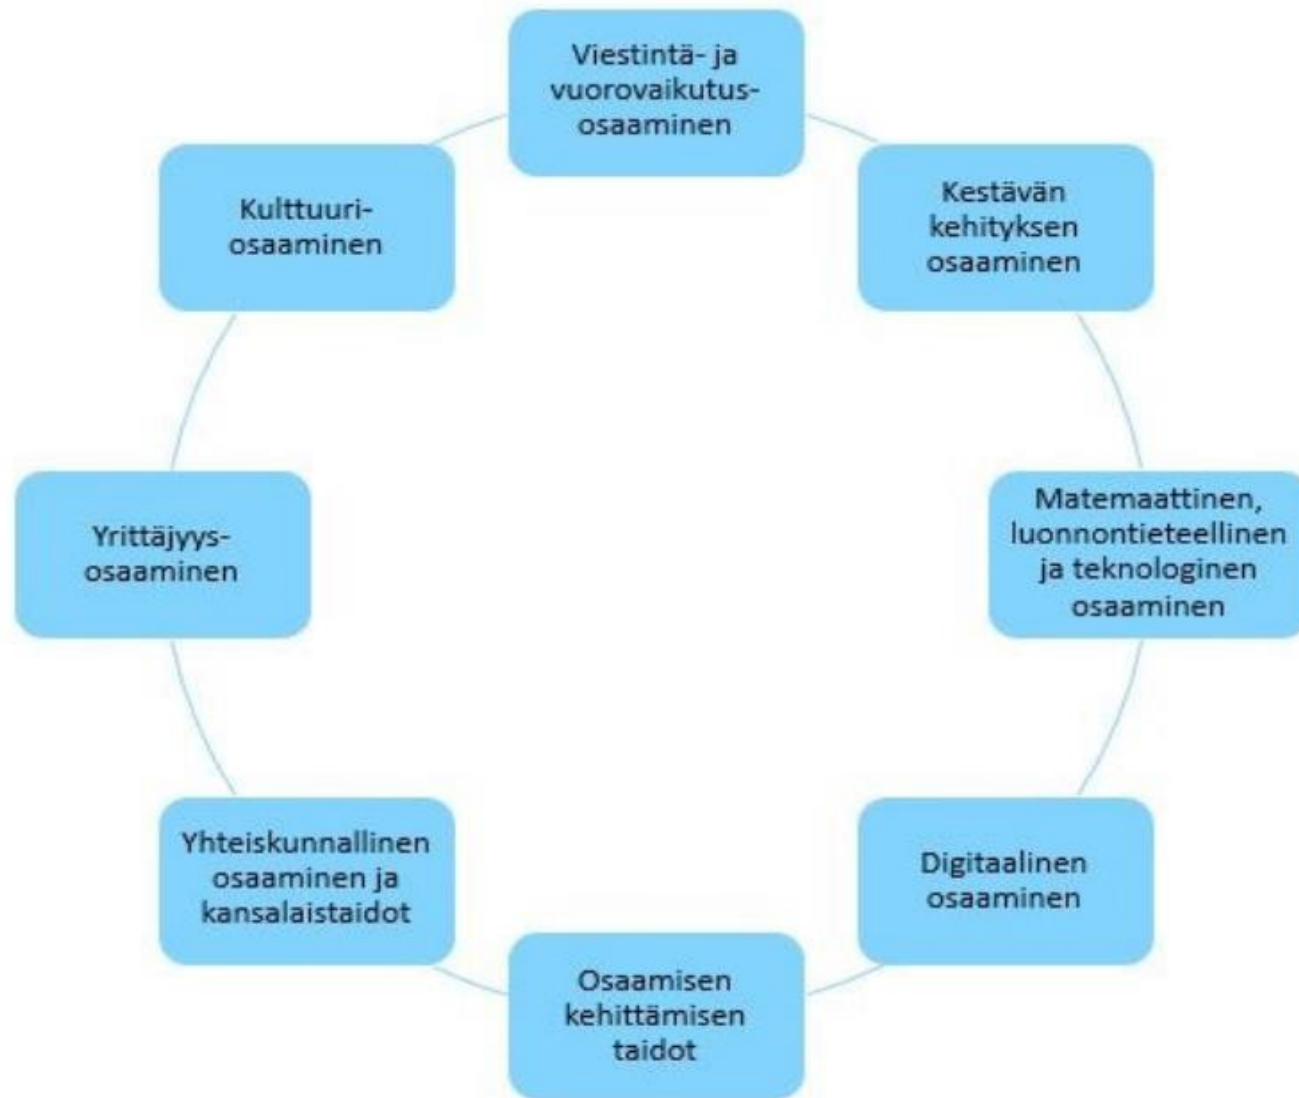 Viestintä- ja
vuorovaikutus-
osaaminen
Kestävän
kehityksen
osaaminen
Matemaattinen,
luonnontieteellinen
ja teknologinen
osaaminen
Digitaalinen
osaaminen
Osaamisen
kehittämisen
taidot
Yhteiskunnallinen
osaaminen ja
kansalaistaidot
Yrittäjyys-
osaaminen
Kulttuuri-
osaaminen